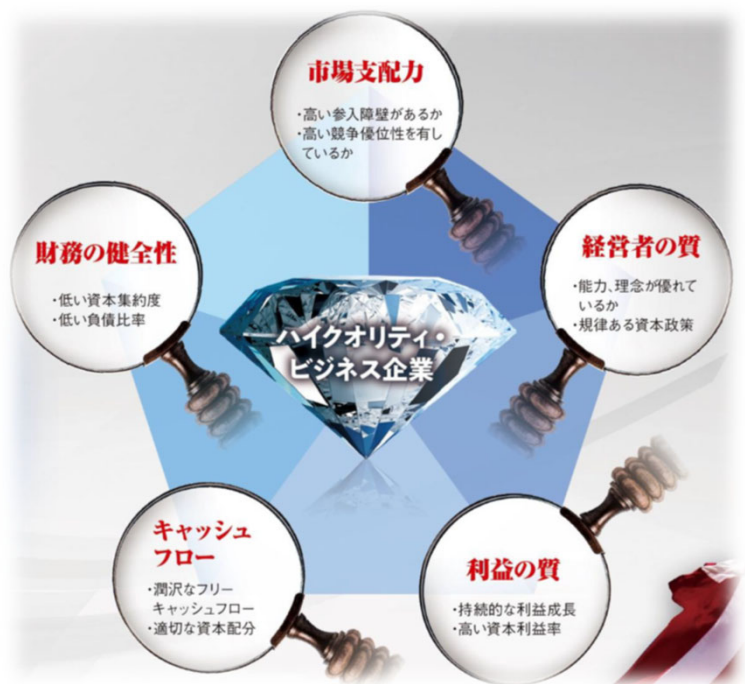 市場支配力
・高い参入障壁があるか
・高い競争優位性を有し
ているか
財務の健全性
・低い資本集約度
・低い負債比率
経営者の質
・能力、理念が優れて
いるか
・規律ある資本政策
ハイクオリティ・
ビジネス企業
キャッシュ
フロー
・潤沢なフリー
キャッシュフロー
・適切な資本配分
利益の質
・持続的な利益成長
・高い資本利益率